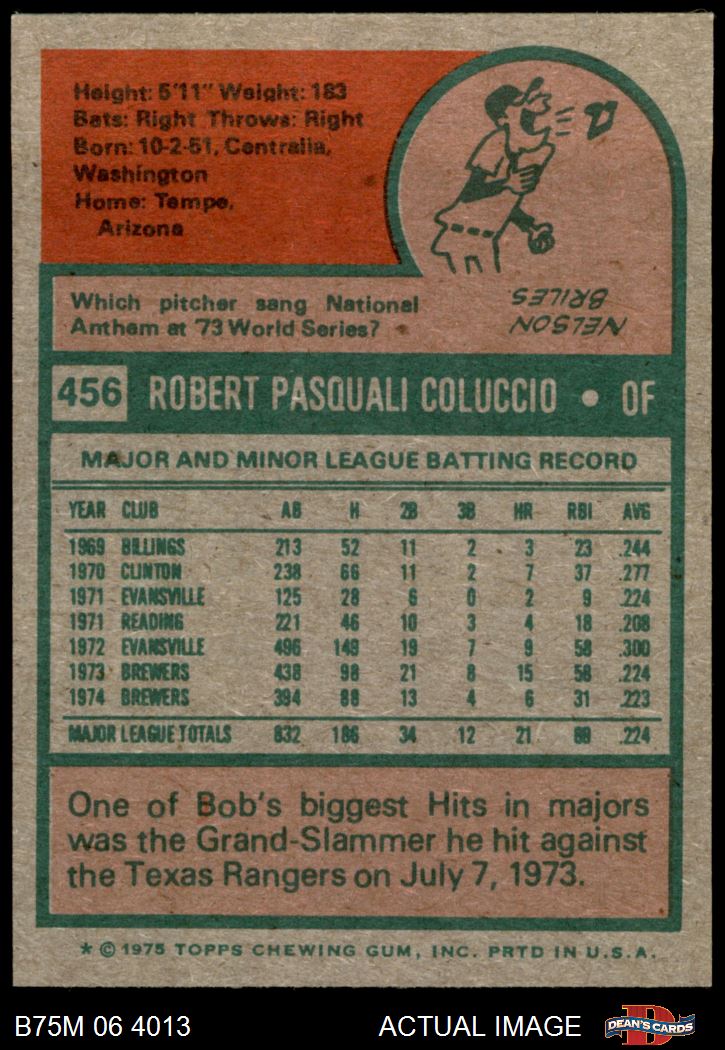 Height: 5'11" Weight: 183
Bats: Right Throws: Right
Born: 10-2-51, Centralia,
Washington
Home: Tempe,
Arizona
Which pitcher sang National
Anthem at '73 World Series?
NELSON
BRILES
456 ROBERT PASQUALI COLUCCIO • OF
MAJOR AND MINOR LEAGUE BATTING RECORD
YEAR CLUB AB H 2B 3B HR RBI AVG
1969 BILLINGS 213 52 11 2 3 23 .244
1970 CLINTON 238 66 11 2 7 37 .277
1971 EVANSVILLE 125 28 6 0 2 9 .224
1971 READING 221 46 10 3 4 18 .208
1972 EVANSVILLE 496 149 19 7 9 58 .300
1973 BREWERS 438 98 21 8 15 58 .224
1974 BREWERS 394 88 13 4 6 31 .223
MAJOR LEAGUE TOTALS 832 186 34 12 21 89 .224
One of Bob's biggest Hits in majors
was the Grand-Slammer he hit against
the Texas Rangers on July 7, 1973.
* © 1975 TOPPS CHEWING GUM, INC. PRTD IN U.S.A.
B75M 06 4013 ACTUAL IMAGE DEAN'S CARDS